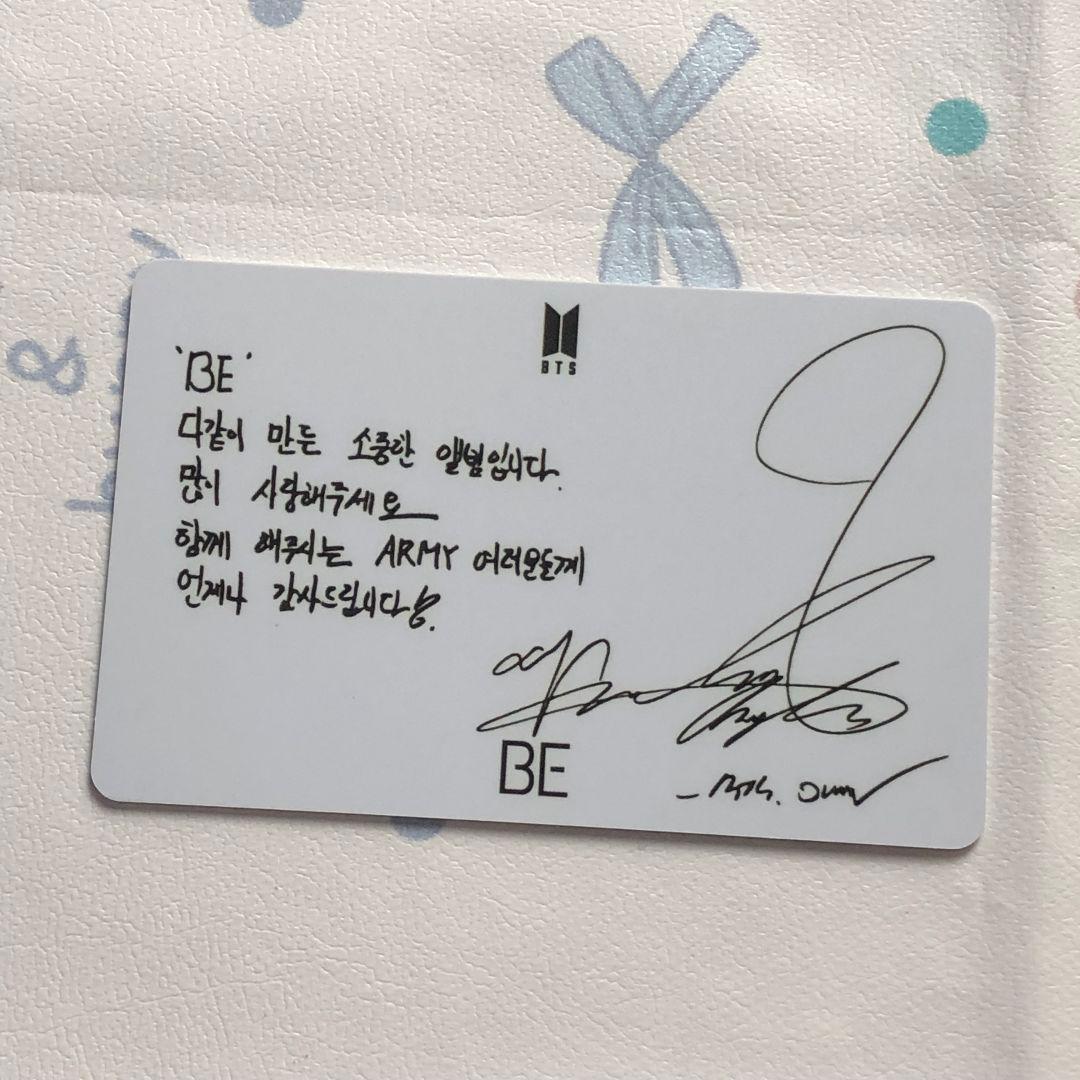 BTS
'BE'
다같이 만든 소중한 앨범입니다.
많이 사랑해주세요
함께 해주시는 ARMY 여러분들께
언제나 감사드립니다
BE